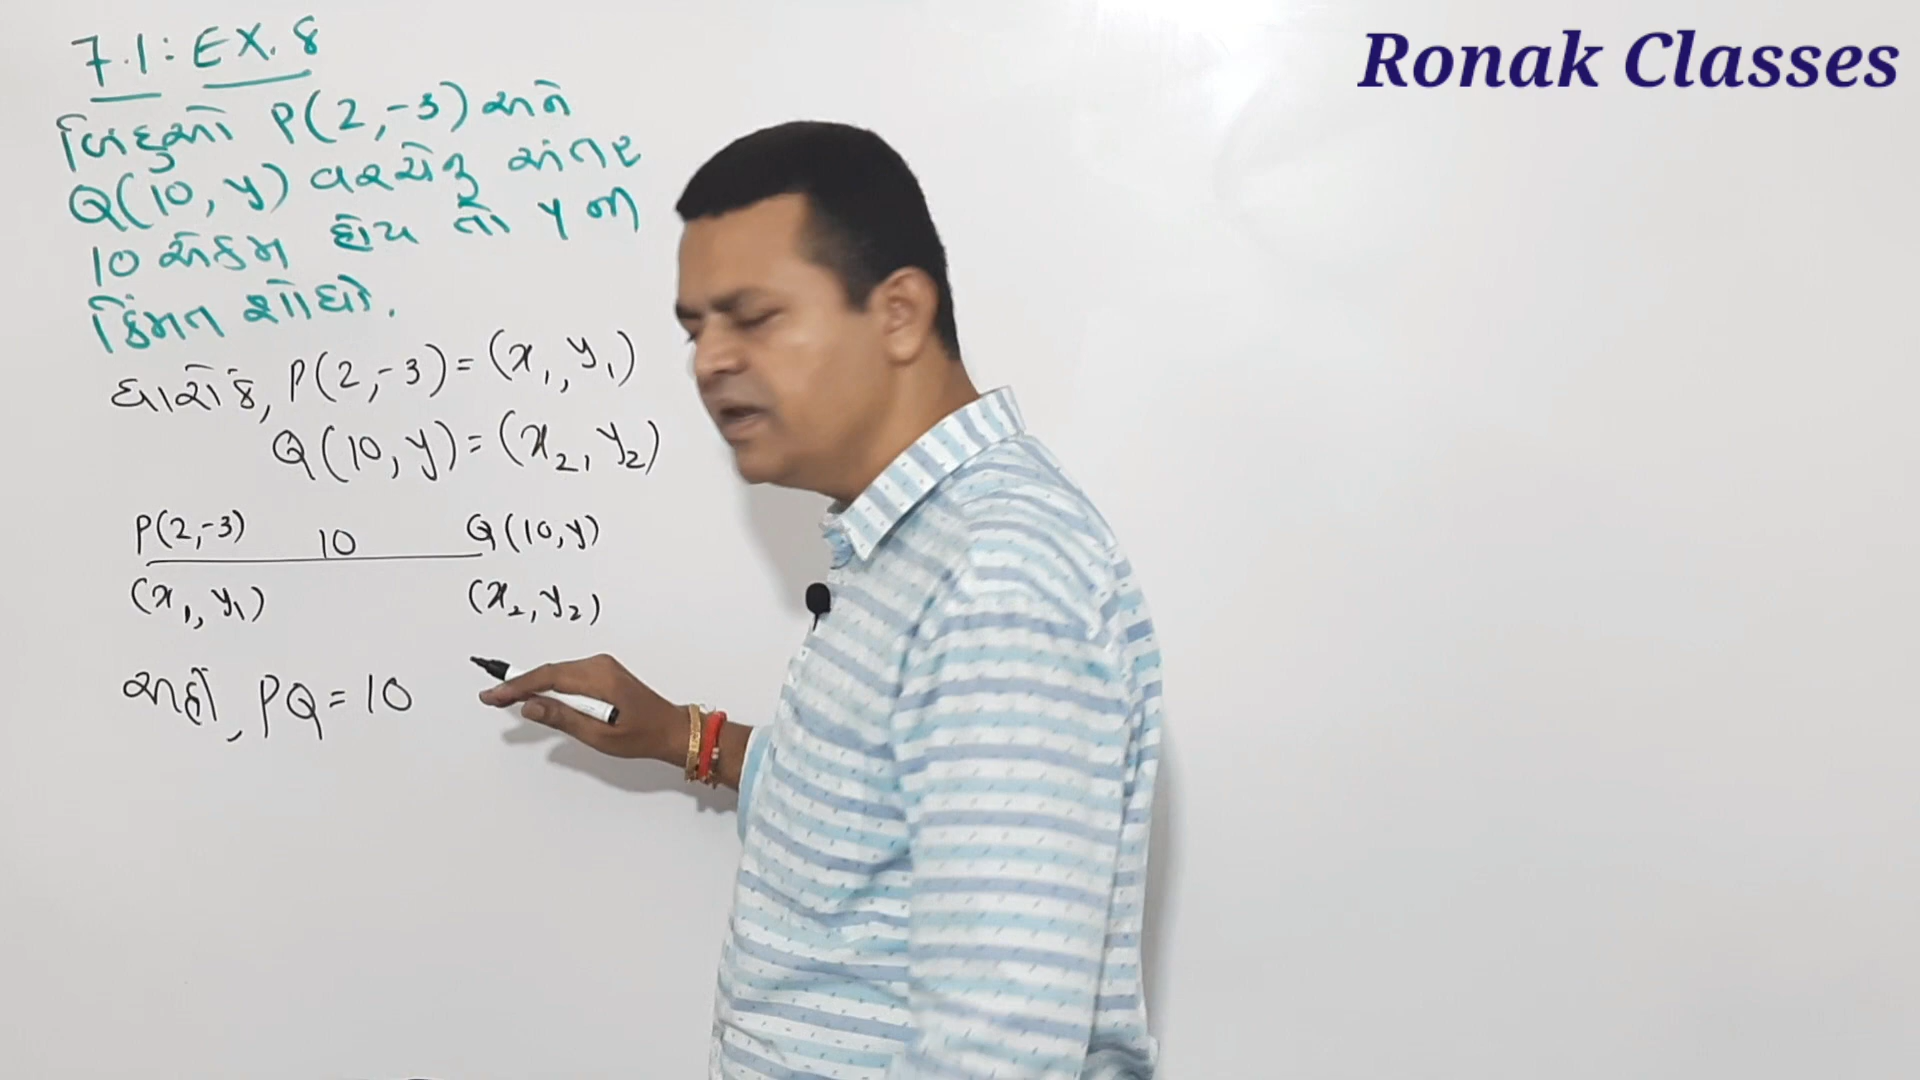 7.1: EX. 8
Ronak Classes
બિંદુઓ P(2,-3) અને
Q(10, y) વચ્ચેનું અંતર
10 એકમ હોય તો y ની
કિંમત શોધો.
ધારોકે, P(2,-3) = (x₁, y₁)
Q(10, y) = (x₂, y₂)
P(2,-3) 10 Q(10, y)
(x₁, y₁) (x₂, y₂)
અહીં, PQ = 10